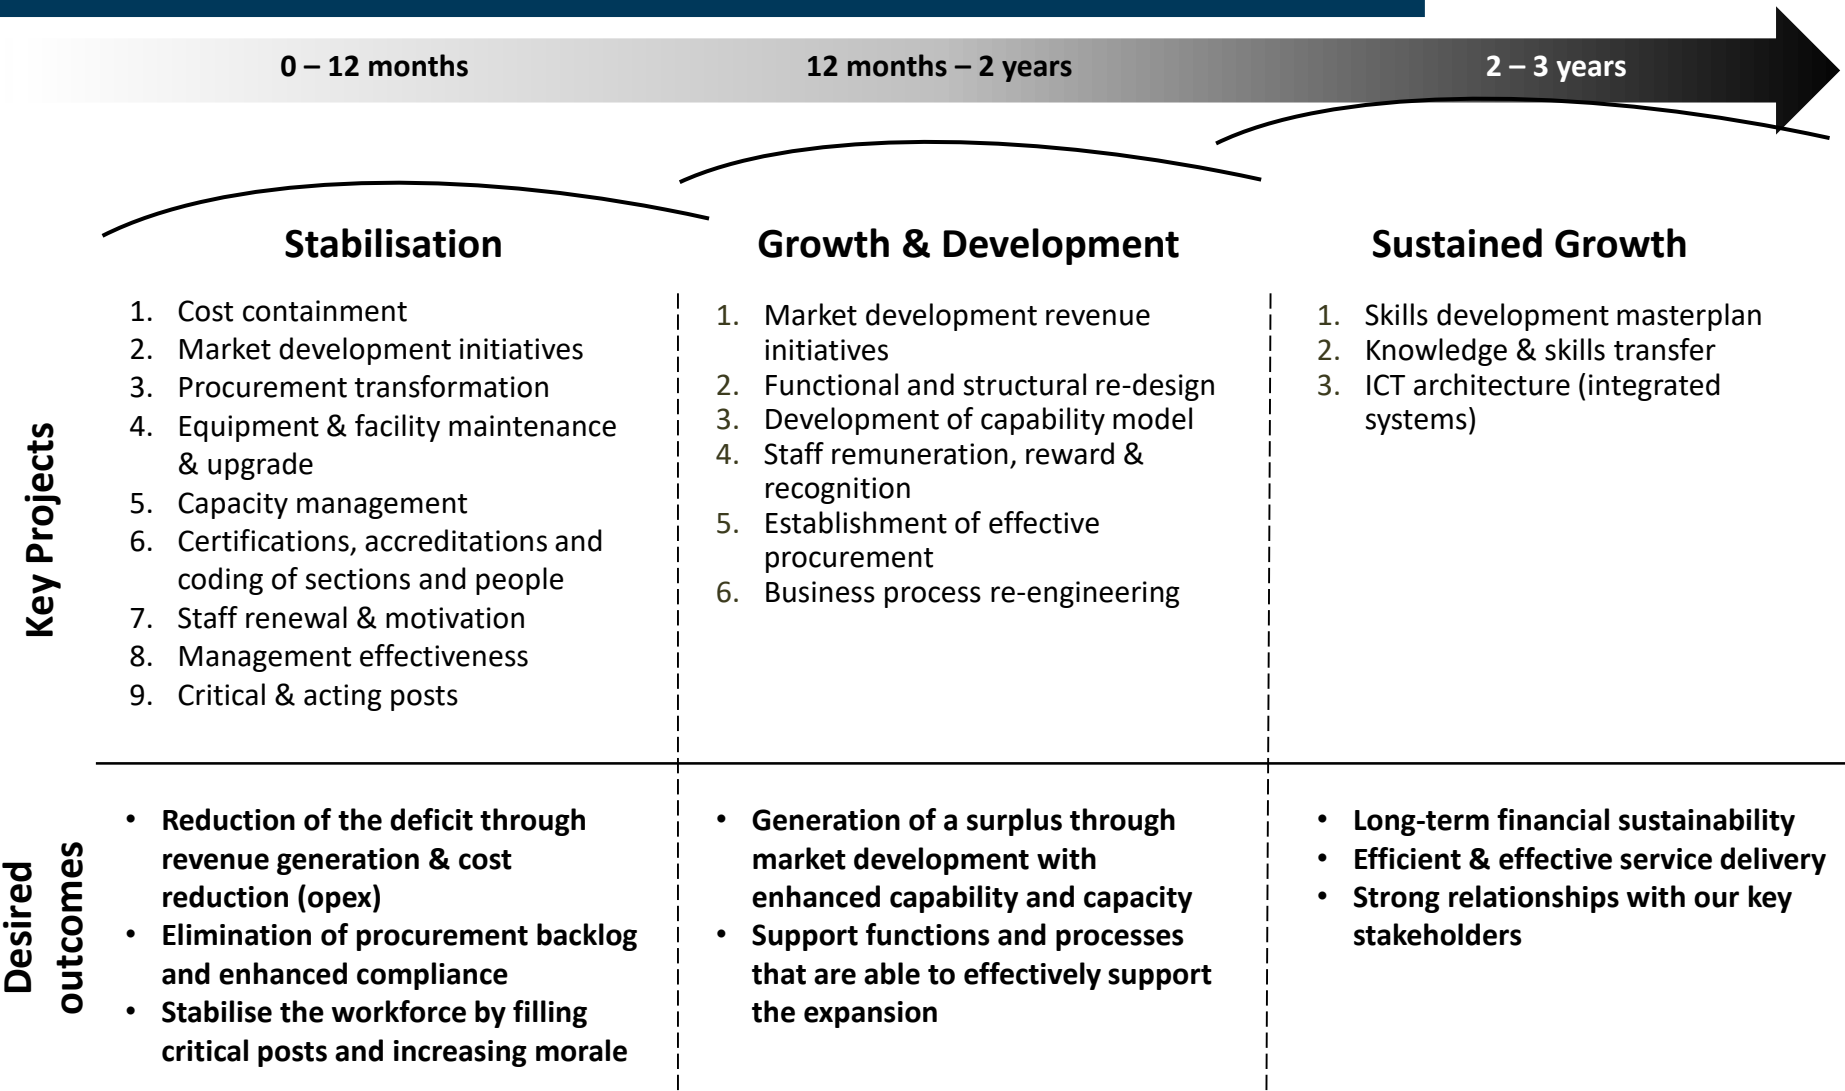 0 – 12 months
12 months – 2 years
2 – 3 years
Stabilisation
Growth & Development
Sustained Growth
Key Projects
1. Cost containment
2. Market development initiatives
3. Procurement transformation
4. Equipment & facility maintenance
& upgrade
5. Capacity management
6. Certifications, accreditations and
coding of sections and people
7. Staff renewal & motivation
8. Management effectiveness
9. Critical & acting posts
1. Market development revenue
initiatives
2. Functional and structural re-design
3. Development of capability model
4. Staff remuneration, reward &
recognition
5. Establishment of effective
procurement
6. Business process re-engineering
1. Skills development masterplan
2. Knowledge & skills transfer
3. ICT architecture (integrated
systems)
Desired
outcomes
• Reduction of the deficit through
revenue generation & cost
reduction (opex)
• Elimination of procurement backlog
and enhanced compliance
• Stabilise the workforce by filling
critical posts and increasing morale
• Generation of a surplus through
market development with
enhanced capability and capacity
• Support functions and processes
that are able to effectively support
the expansion
• Long-term financial sustainability
• Efficient & effective service delivery
• Strong relationships with our key
stakeholders